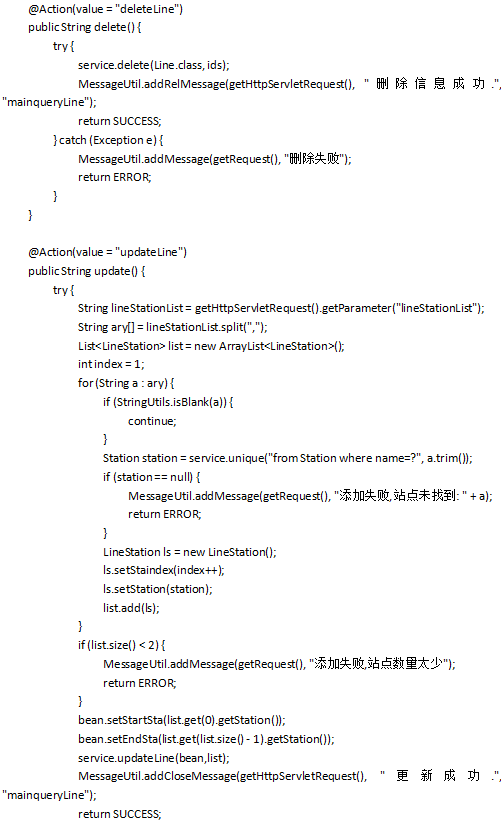 @Action(value = "deleteLine")
public String delete() {
try {
service.delete(Line.class, ids);
MessageUtil.addRelMessage(getHttpServletRequest(), "删除信息成功.",
"mainqueryLine");
return SUCCESS;
} catch (Exception e) {
MessageUtil.addMessage(getRequest(), "删除失败");
return ERROR;
}
}
@Action(value = "updateLine")
public String update() {
try {
String lineStationList = getHttpServletRequest().getParameter("lineStationList");
String ary[] = lineStationList.split(",");
List<LineStation> list = new ArrayList<LineStation>();
int index = 1;
for (String a : ary) {
if (StringUtils.isBlank(a)) {
continue;
}
Station station = service.unique("from Station where name=?", a.trim());
if (station == null) {
MessageUtil.addMessage(getRequest(), "添加失败,站点未找到: " + a);
return ERROR;
}
LineStation ls = new LineStation();
ls.setStaindex(index++);
ls.setStation(station);
list.add(ls);
}
if (list.size() < 2) {
MessageUtil.addMessage(getRequest(), "添加失败,站点数量太少");
return ERROR;
}
bean.setStartSta(list.get(0).getStation());
bean.setEndSta(list.get(list.size() - 1).getStation());
service.updateLine(bean,list);
MessageUtil.addCloseMessage(getHttpServletRequest(), "更新成功.",
"mainqueryLine");
return SUCCESS;